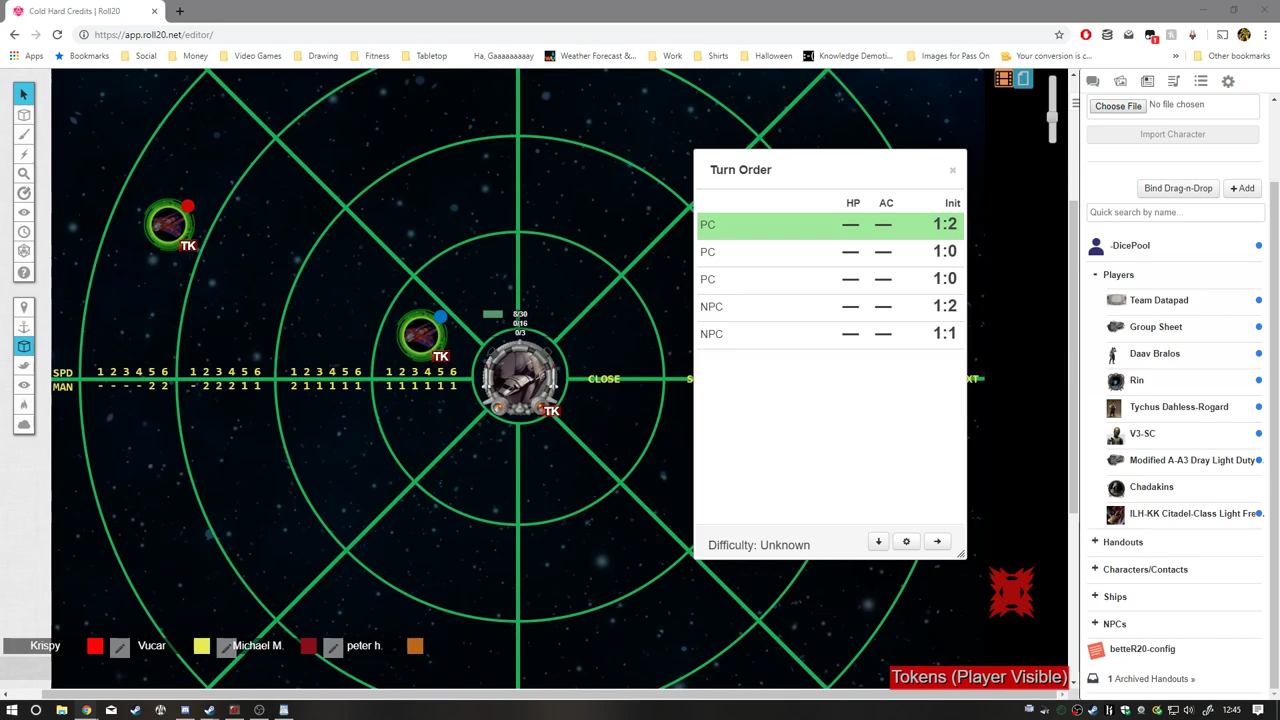 Cold Hard Credits | Roll20
https://app.roll20.net/editor/
Apps Bookmarks Social Money Video Games Drawing Fitness Tabletop Ha, Gaaaaaaaay Weather Forecast &... Work Shirts Halloween Knowledge Demoti... Images for Pass On Your conversion is c... » Other bookmarks
Choose File No file chosen
Import Character
Bind Drag-n-Drop + Add
Quick search by name...
-DicePool
Players
Team Datapad
Group Sheet
Daav Bralos
Rin
Tychus Dahless-Rogard
V3-SC
Modified A-A3 Dray Light Duty
Chadakins
ILH-KK Citadel-Class Light Fre
Handouts
Characters/Contacts
Ships
NPCs
betteR20-config
1 Archived Handouts »
Turn Order
HP AC Init
PC — — 1:2
PC — — 1:0
PC — — 1:0
NPC — — 1:2
NPC — — 1:1
Difficulty: Unknown
TK
TK
8/30
0/16
0/3
TK
SPD 1 2 3 4 5 6 1 2 3 4 5 6 1 2 3 4 5 6 1 2 3 4 5 6
MAN - - - - 2 2 - 2 2 2 1 1 2 1 1 1 1 1 1 1 1 1 1 1
CLOSE S XT
Krispy Vucar Michael M. peter h.
Tokens (Player Visible)
12:45